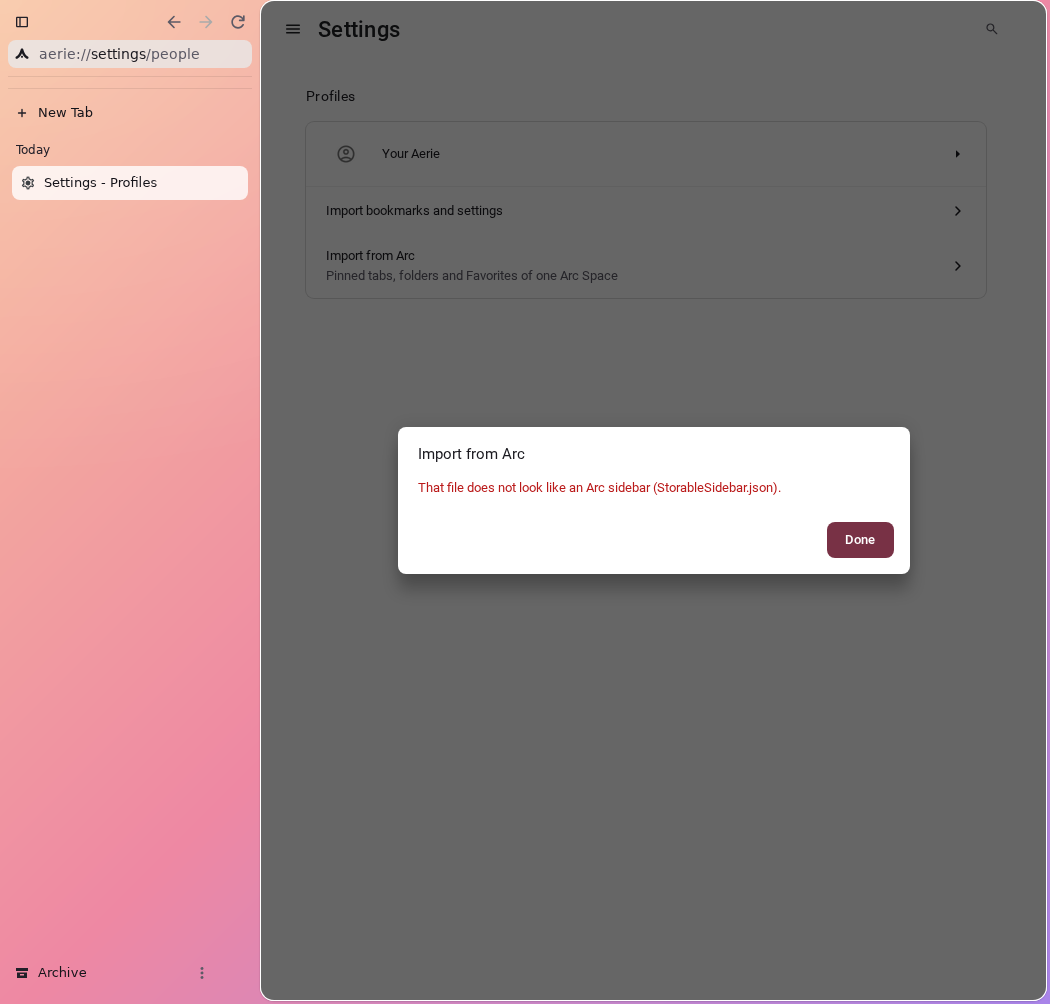 aerie://settings/people
New Tab
Today
Settings - Profiles
Archive
Settings
Profiles
Your Aerie
Import bookmarks and settings
Import from Arc
Pinned tabs, folders and Favorites of one Arc Space
Import from Arc
That file does not look like an Arc sidebar (StorableSidebar.json).
Done